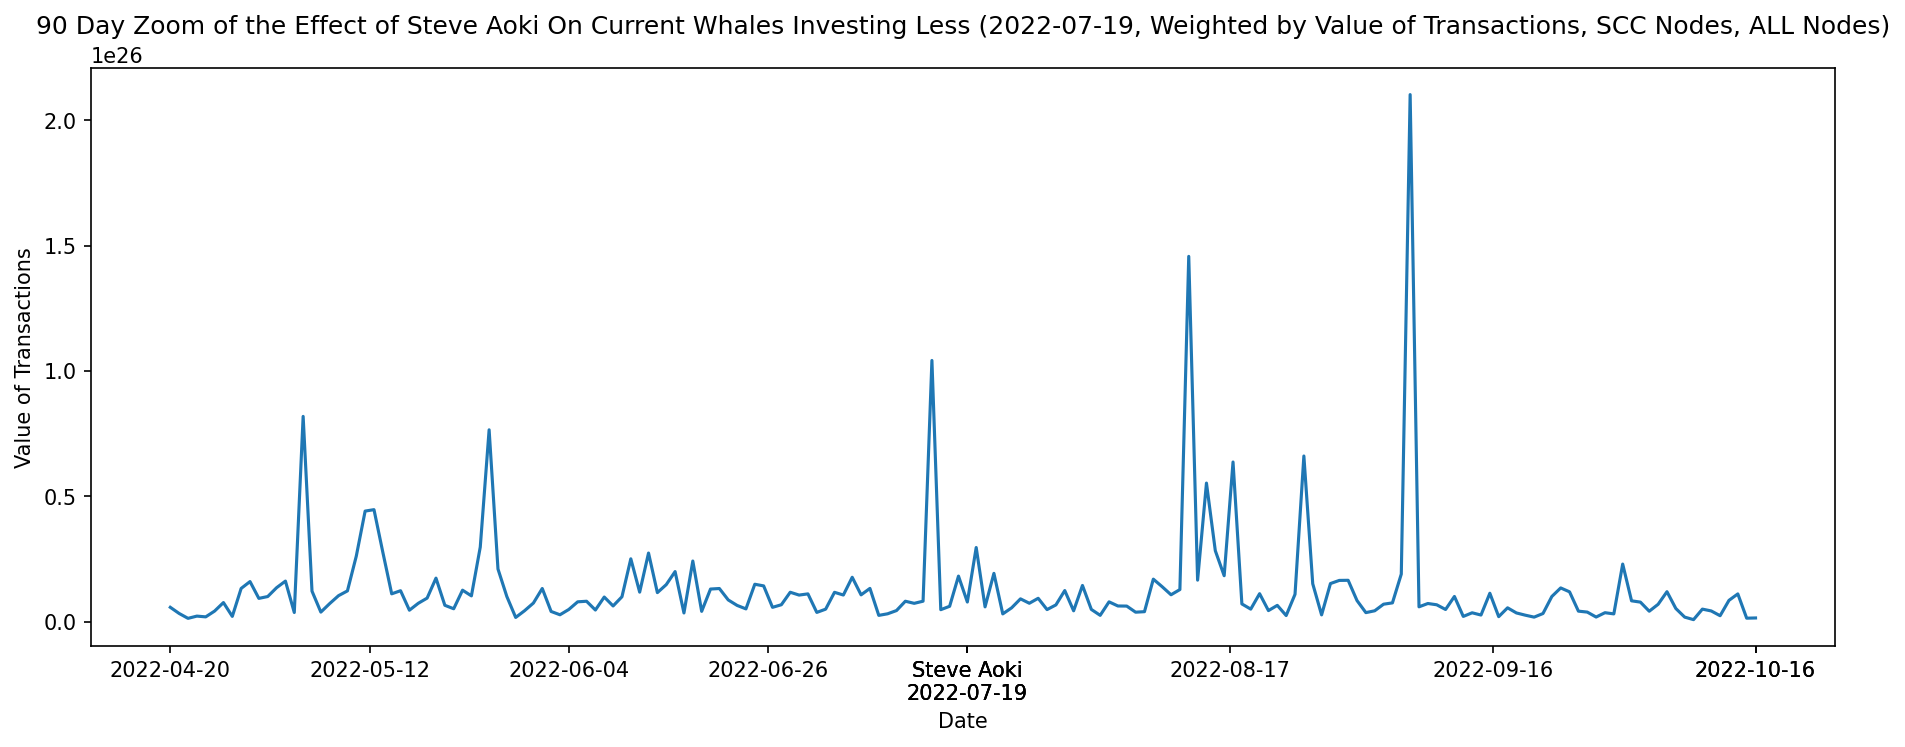 90 Day Zoom of the Effect of Steve Aoki On Current Whales Investing Less (2022-07-19, Weighted by Value of Transactions, SCC Nodes, ALL Nodes)
1e26
2.0
1.5
1.0
0.5
0.0
Value of Transactions
2022-04-20
2022-05-12
2022-06-04
2022-06-26
Steve Aoki
2022-07-19
2022-08-17
2022-09-16
2022-10-16
Date